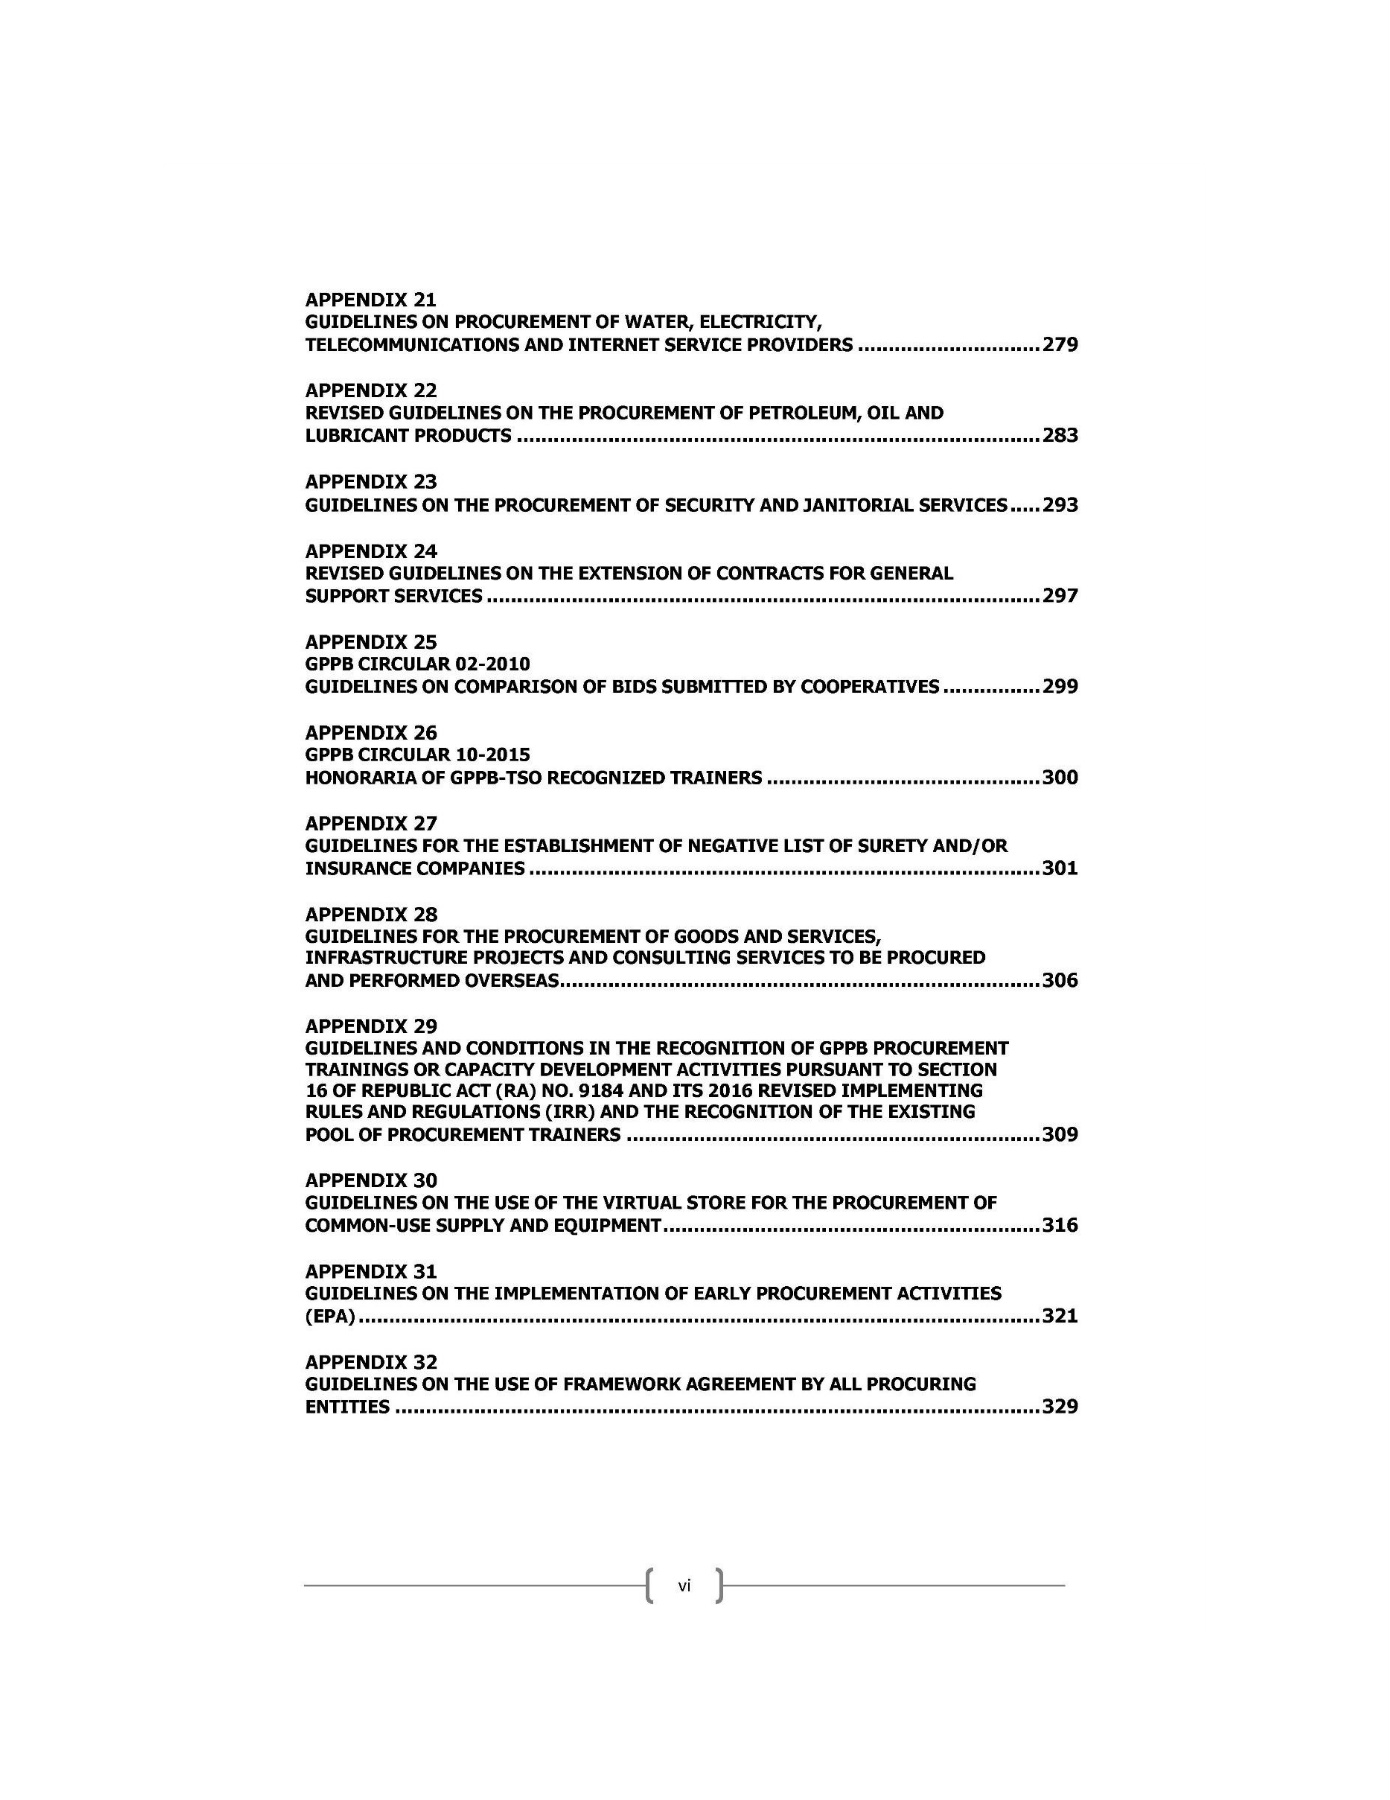 APPENDIX 21
GUIDELINES ON PROCUREMENT OF WATER, ELECTRICITY,
TELECOMMUNICATIONS AND INTERNET SERVICE PROVIDERS ..............................279
APPENDIX 22
REVISED GUIDELINES ON THE PROCUREMENT OF PETROLEUM, OIL AND
LUBRICANT PRODUCTS ......................................................................................283
APPENDIX 23
GUIDELINES ON THE PROCUREMENT OF SECURITY AND JANITORIAL SERVICES.....293
APPENDIX 24
REVISED GUIDELINES ON THE EXTENSION OF CONTRACTS FOR GENERAL
SUPPORT SERVICES ...........................................................................................297
APPENDIX 25
GPPB CIRCULAR 02-2010
GUIDELINES ON COMPARISON OF BIDS SUBMITTED BY COOPERATIVES ................299
APPENDIX 26
GPPB CIRCULAR 10-2015
HONORARIA OF GPPB-TSO RECOGNIZED TRAINERS .............................................300
APPENDIX 27
GUIDELINES FOR THE ESTABLISHMENT OF NEGATIVE LIST OF SURETY AND/OR
INSURANCE COMPANIES ....................................................................................301
APPENDIX 28
GUIDELINES FOR THE PROCUREMENT OF GOODS AND SERVICES,
INFRASTRUCTURE PROJECTS AND CONSULTING SERVICES TO BE PROCURED
AND PERFORMED OVERSEAS...............................................................................306
APPENDIX 29
GUIDELINES AND CONDITIONS IN THE RECOGNITION OF GPPB PROCUREMENT
TRAININGS OR CAPACITY DEVELOPMENT ACTIVITIES PURSUANT TO SECTION
16 OF REPUBLIC ACT (RA) NO. 9184 AND ITS 2016 REVISED IMPLEMENTING
RULES AND REGULATIONS (IRR) AND THE RECOGNITION OF THE EXISTING
POOL OF PROCUREMENT TRAINERS ....................................................................309
APPENDIX 30
GUIDELINES ON THE USE OF THE VIRTUAL STORE FOR THE PROCUREMENT OF
COMMON-USE SUPPLY AND EQUIPMENT..............................................................316
APPENDIX 31
GUIDELINES ON THE IMPLEMENTATION OF EARLY PROCUREMENT ACTIVITIES
(EPA)................................................................................................................321
APPENDIX 32
GUIDELINES ON THE USE OF FRAMEWORK AGREEMENT BY ALL PROCURING
ENTITIES ..........................................................................................................329
vi